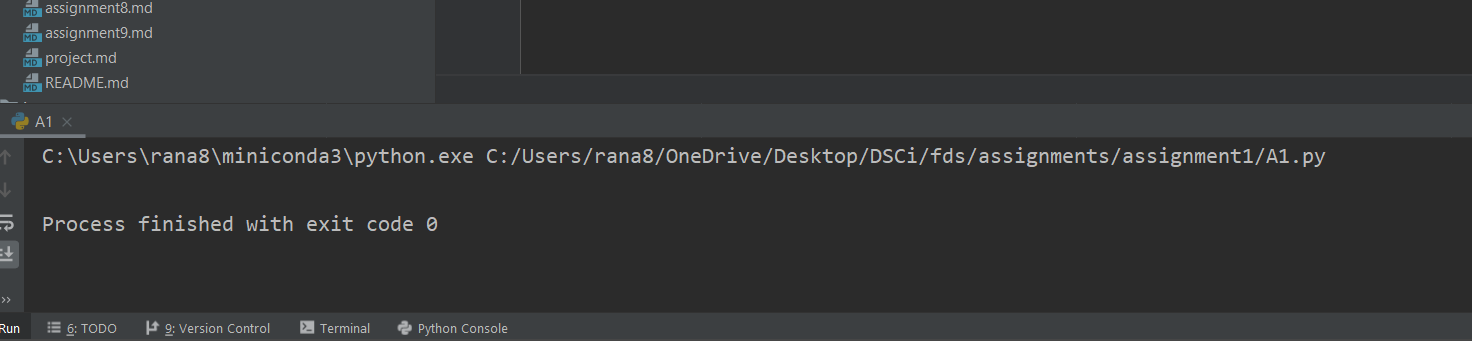 assignment8.md
assignment9.md
project.md
README.md
A1
C:\Users\rana8\miniconda3\python.exe C:/Users/rana8/OneDrive/Desktop/DSCi/fds/assignments/assignment1/A1.py
Process finished with exit code 0
Run 6: TODO 9: Version Control Terminal Python Console